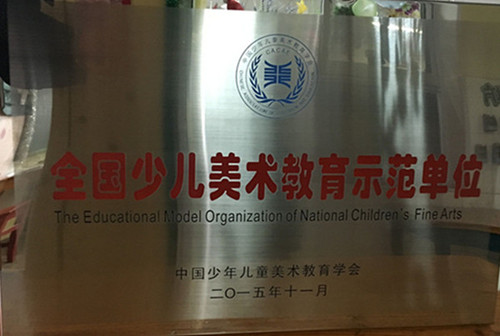 CACAE
全国少儿美术教育示范单位
The Educational Model Organization of National Children's Fine Arts
中国少年儿童美术教育学会
二〇一五年十一月